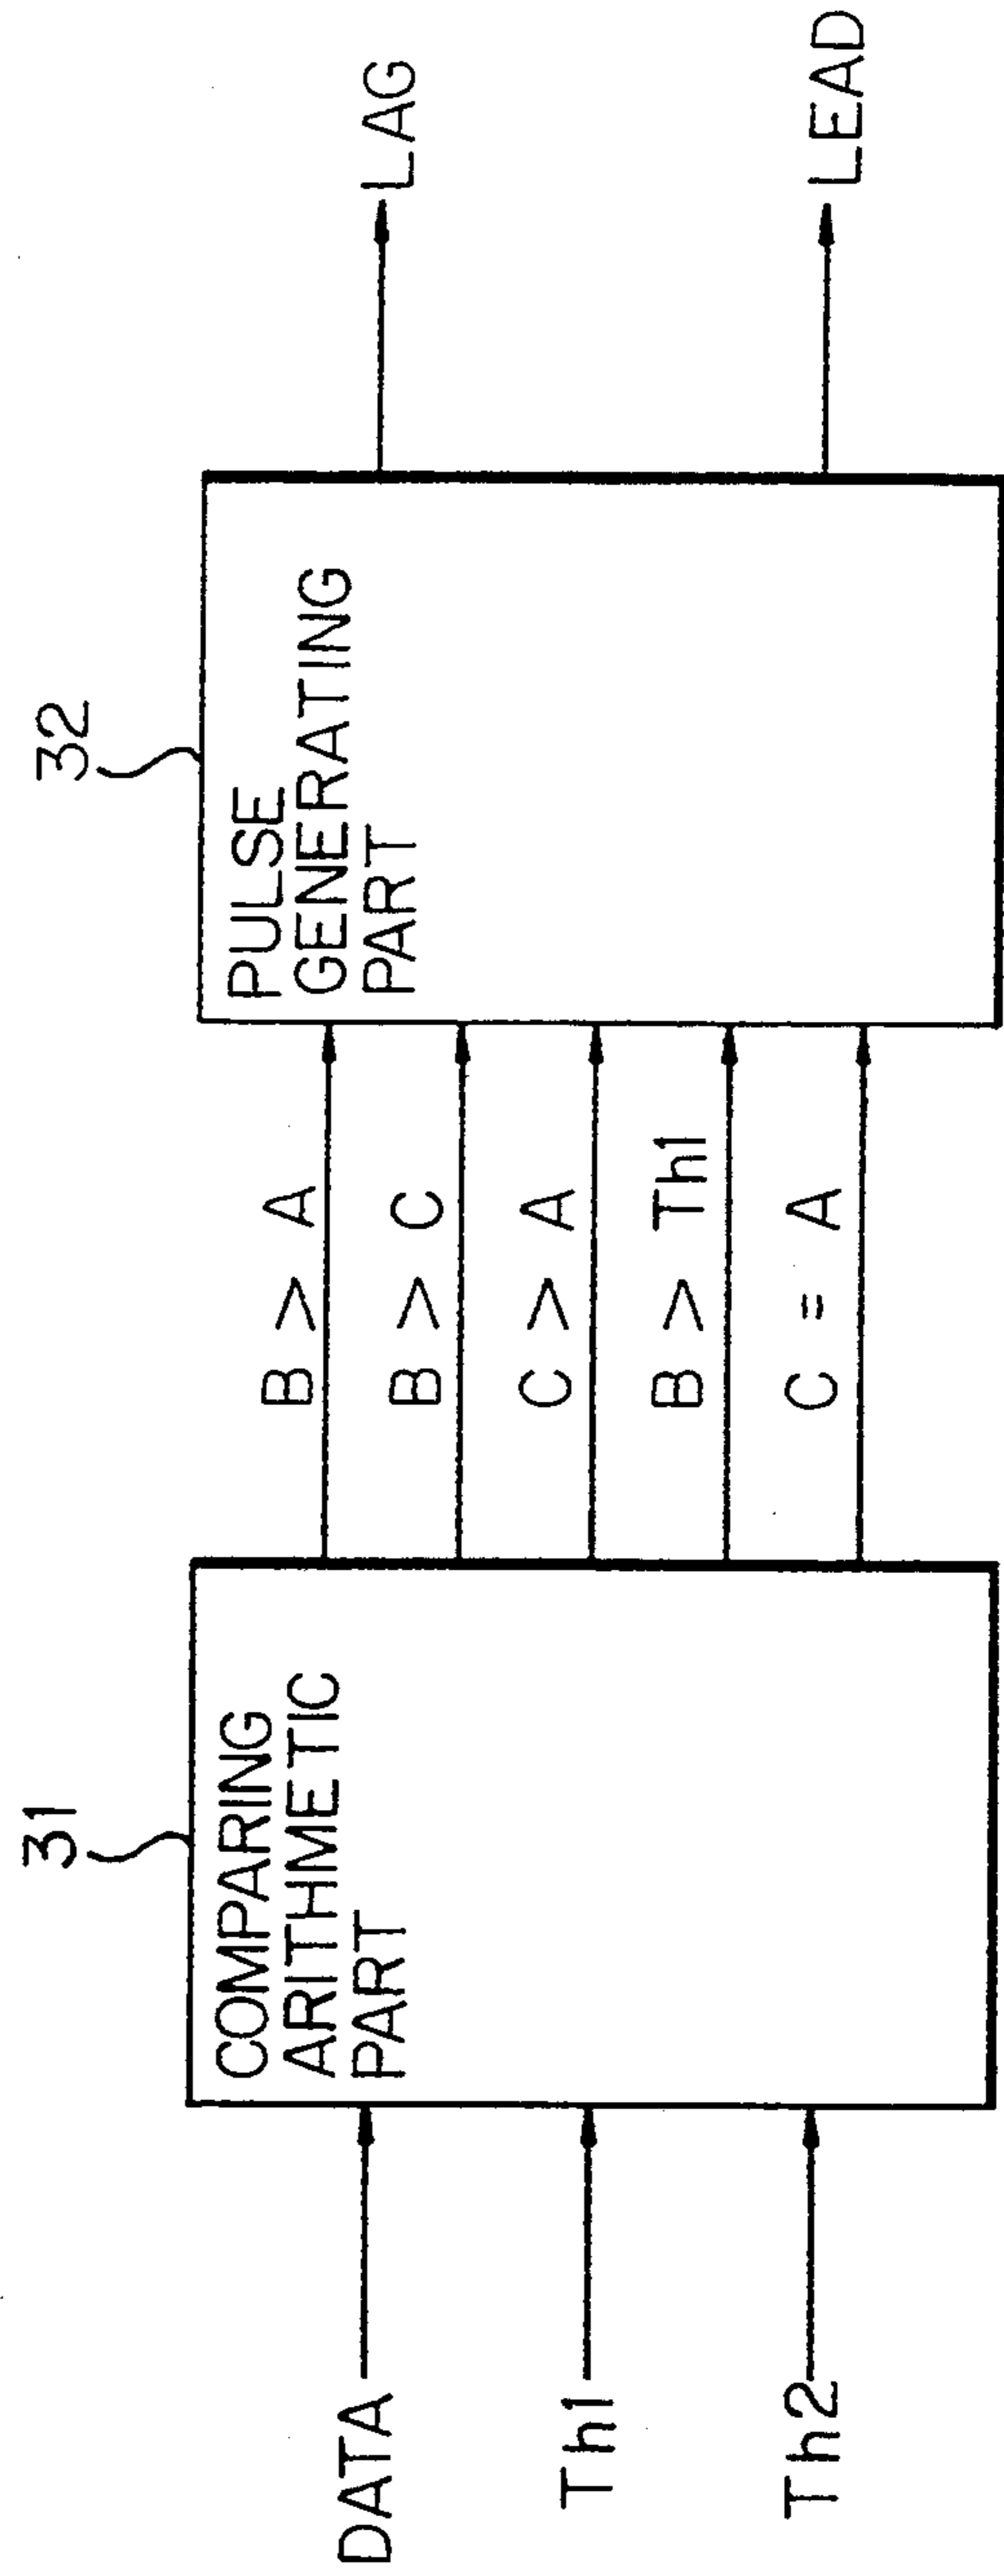 31
COMPARING
ARITHMETIC
PART
DATA
Th1
Th2
B > A
B > C
C > A
B > Th1
C = A
32
PULSE
GENERATING
PART
LAG
LEAD